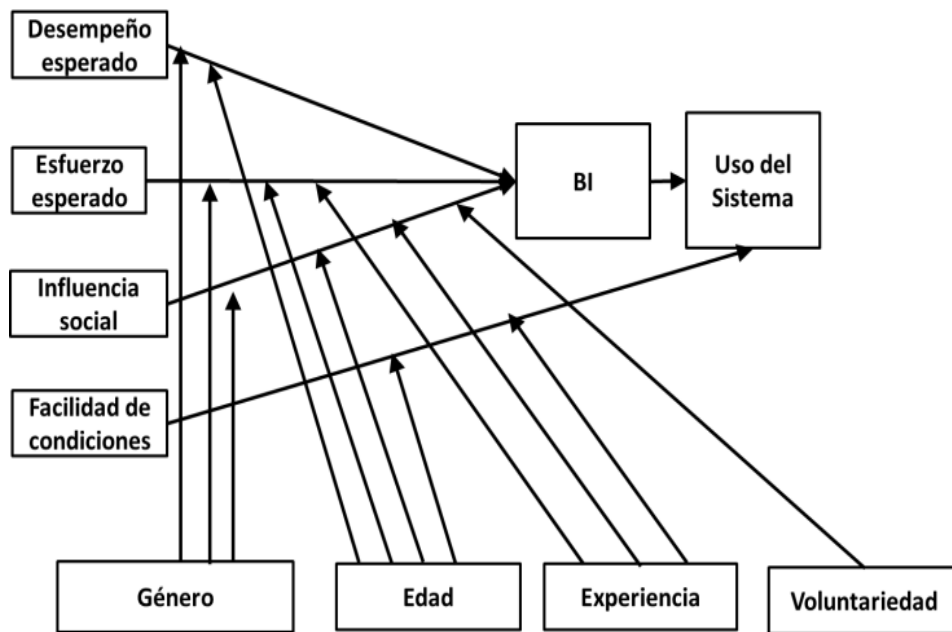 Desempeño
esperado
Esfuerzo
esperado
BI
Uso del
Sistema
Influencia
social
Facilidad de
condiciones
Género
Edad
Experiencia
Voluntariedad